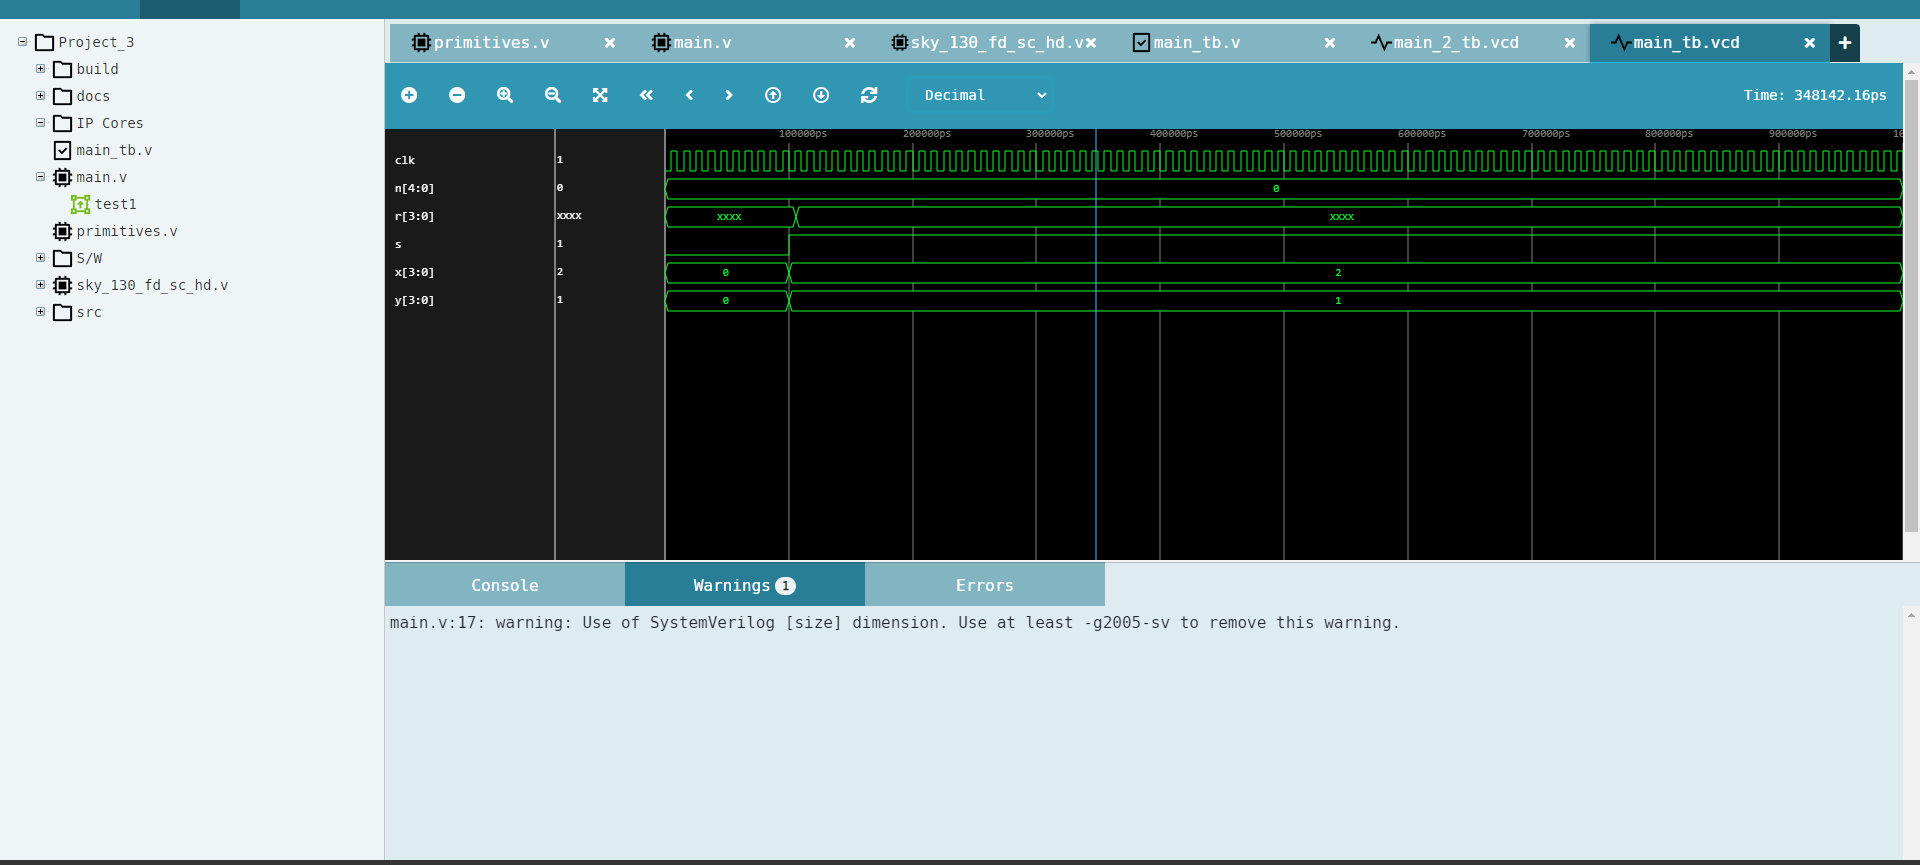 Project_3
build
docs
IP Cores
main_tb.v
main.v
test1
primitives.v
S/W
sky_130_fd_sc_hd.v
src
primitives.v main.v sky_130_fd_sc_hd.v main_tb.v main_2_tb.vcd main_tb.vcd +
Decimal Time: 348142.16ps
100000ps 200000ps 300000ps 400000ps 500000ps 600000ps 700000ps 800000ps 900000ps 10
clk 1
n[4:0] 0 0
r[3:0] xxxx xxxx xxxx
s 1
x[3:0] 2 0 2
y[3:0] 1 0 1
Console Warnings 1 Errors
main.v:17: warning: Use of SystemVerilog [size] dimension. Use at least -g2005-sv to remove this warning.